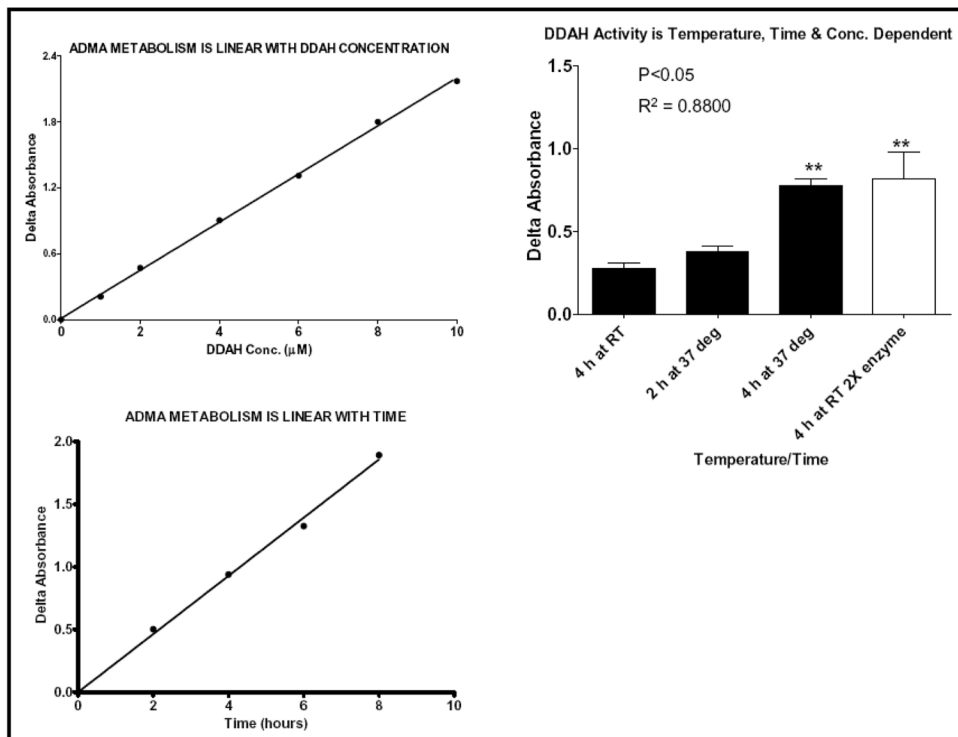 ADMA METABOLISM IS LINEAR WITH DDAH CONCENTRATION
2.4
1.8
1.2
0.6
0.0
Delta Absorbance
0 2 4 6 8 10
DDAH Conc. (μM)
DDAH Activity is Temperature, Time & Conc. Dependent
1.5
1.0
0.5
0.0
Delta Absorbance
P<0.05
R² = 0.8800
**
**
4 h at RT
2 h at 37 deg
4 h at 37 deg
4 h at RT 2X enzyme
Temperature/Time
ADMA METABOLISM IS LINEAR WITH TIME
2.0
1.5
1.0
0.5
0.0
Delta Absorbance
0 2 4 6 8 10
Time (hours)